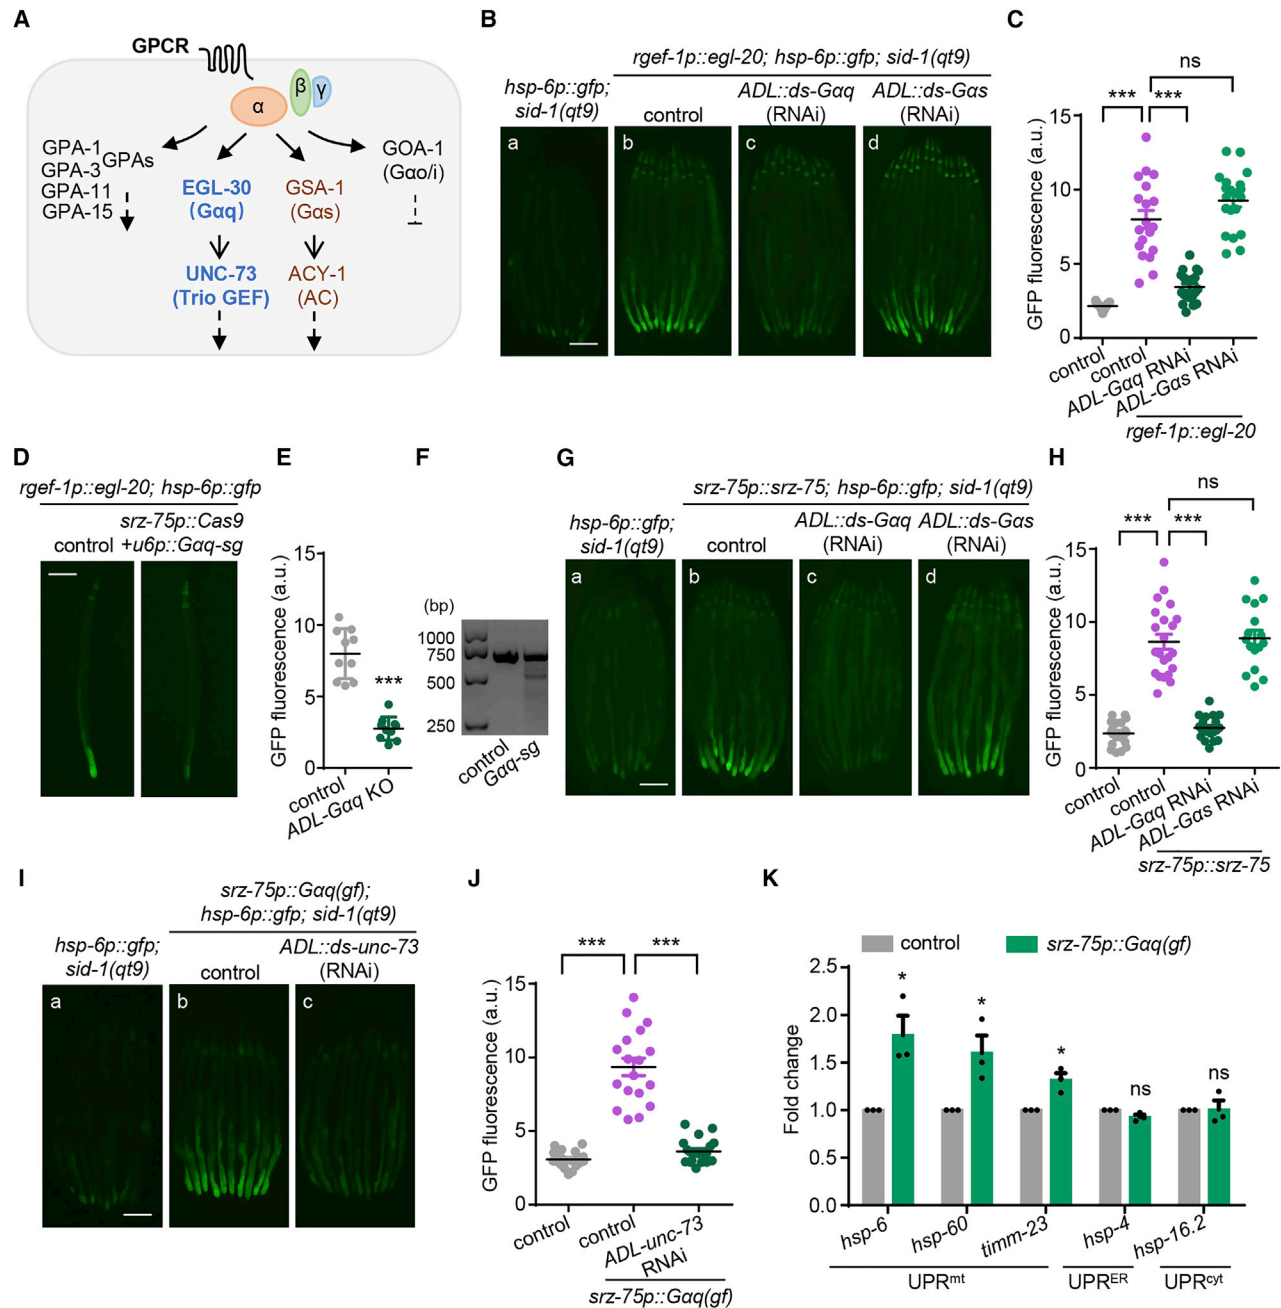 A
GPCR
α
β
γ
GPA-1
GPA-3
GPA-11
GPA-15
GPAs
EGL-30
(Gαq)
UNC-73
(Trio GEF)
GSA-1
(Gαs)
ACY-1
(AC)
GOA-1
(Gαo/i)
B
rgef-1p::egl-20; hsp-6p::gfp; sid-1(qt9)
hsp-6p::gfp;
sid-1(qt9)
control
ADL::ds-Gαq
(RNAi)
ADL::ds-Gαs
(RNAi)
a
b
c
d
C
ns
*** ***
GFP fluorescence (a.u.)
15
10
5
0
control
control
ADL-Gαq RNAi
ADL-Gαs RNAi
rgef-1p::egl-20
D
rgef-1p::egl-20; hsp-6p::gfp
srz-75p::Cas9
control +u6p::Gαq-sg
E
GFP fluorescence (a.u.)
15
10
5
0
***
control
ADL-Gαq KO
F
(bp)
1000
750
500
250
control
Gαq-sg
G
srz-75p::srz-75; hsp-6p::gfp; sid-1(qt9)
hsp-6p::gfp;
sid-1(qt9)
control
ADL::ds-Gαq
(RNAi)
ADL::ds-Gαs
(RNAi)
a
b
c
d
H
ns
*** ***
GFP fluorescence (a.u.)
15
10
5
0
control
control
ADL-Gαq RNAi
ADL-Gαs RNAi
srz-75p::srz-75
I
srz-75p::Gαq(gf);
hsp-6p::gfp; sid-1(qt9)
hsp-6p::gfp;
sid-1(qt9)
control
ADL::ds-unc-73
(RNAi)
a
b
c
J
*** ***
GFP fluorescence (a.u.)
15
10
5
0
control
control
ADL-unc-73
RNAi
srz-75p::Gαq(gf)
K
control
srz-75p::Gαq(gf)
Fold change
2.5
2.0
1.5
1.0
0.5
0.0
*
*
*
ns
ns
hsp-6
hsp-60
timm-23
hsp-4
hsp-16.2
UPRmt
UPRER
UPRcyt